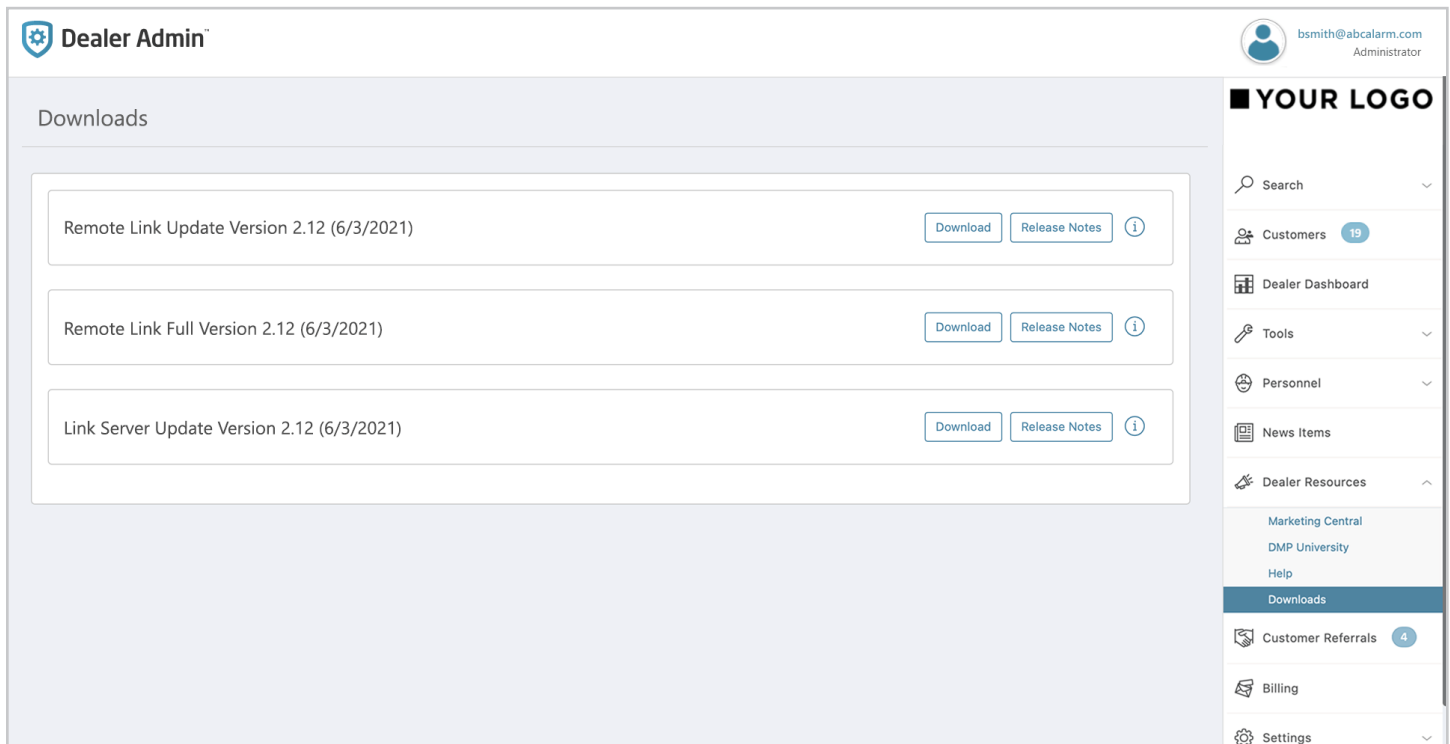 Dealer Admin™
bsmith@abcalarm.com
Administrator
Downloads
Remote Link Update Version 2.12 (6/3/2021)
Download
Release Notes
i
Remote Link Full Version 2.12 (6/3/2021)
Download
Release Notes
i
Link Server Update Version 2.12 (6/3/2021)
Download
Release Notes
i
YOUR LOGO
Search
Customers 19
Dealer Dashboard
Tools
Personnel
News Items
Dealer Resources
Marketing Central
DMP University
Help
Downloads
Customer Referrals 4
Billing
Settings